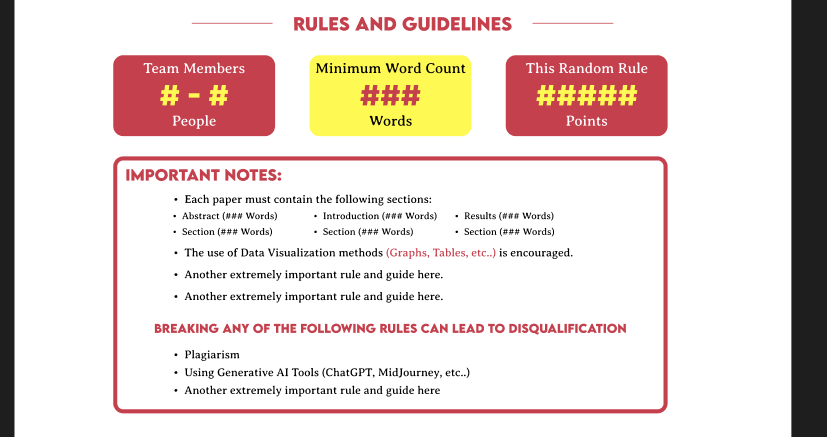 RULES AND GUIDELINES
Team Members
# - #
People
Minimum Word Count
###
Words
This Random Rule
#####
Points
IMPORTANT NOTES:
• Each paper must contain the following sections:
• Abstract (### Words) • Introduction (### Words) • Results (### Words)
• Section (### Words) • Section (### Words) • Section (### Words)
• The use of Data Visualization methods (Graphs, Tables, etc..) is encouraged.
• Another extremely important rule and guide here.
• Another extremely important rule and guide here.
BREAKING ANY OF THE FOLLOWING RULES CAN LEAD TO DISQUALIFICATION
• Plagiarism
• Using Generative AI Tools (ChatGPT, MidJourney, etc..)
• Another extremely important rule and guide here